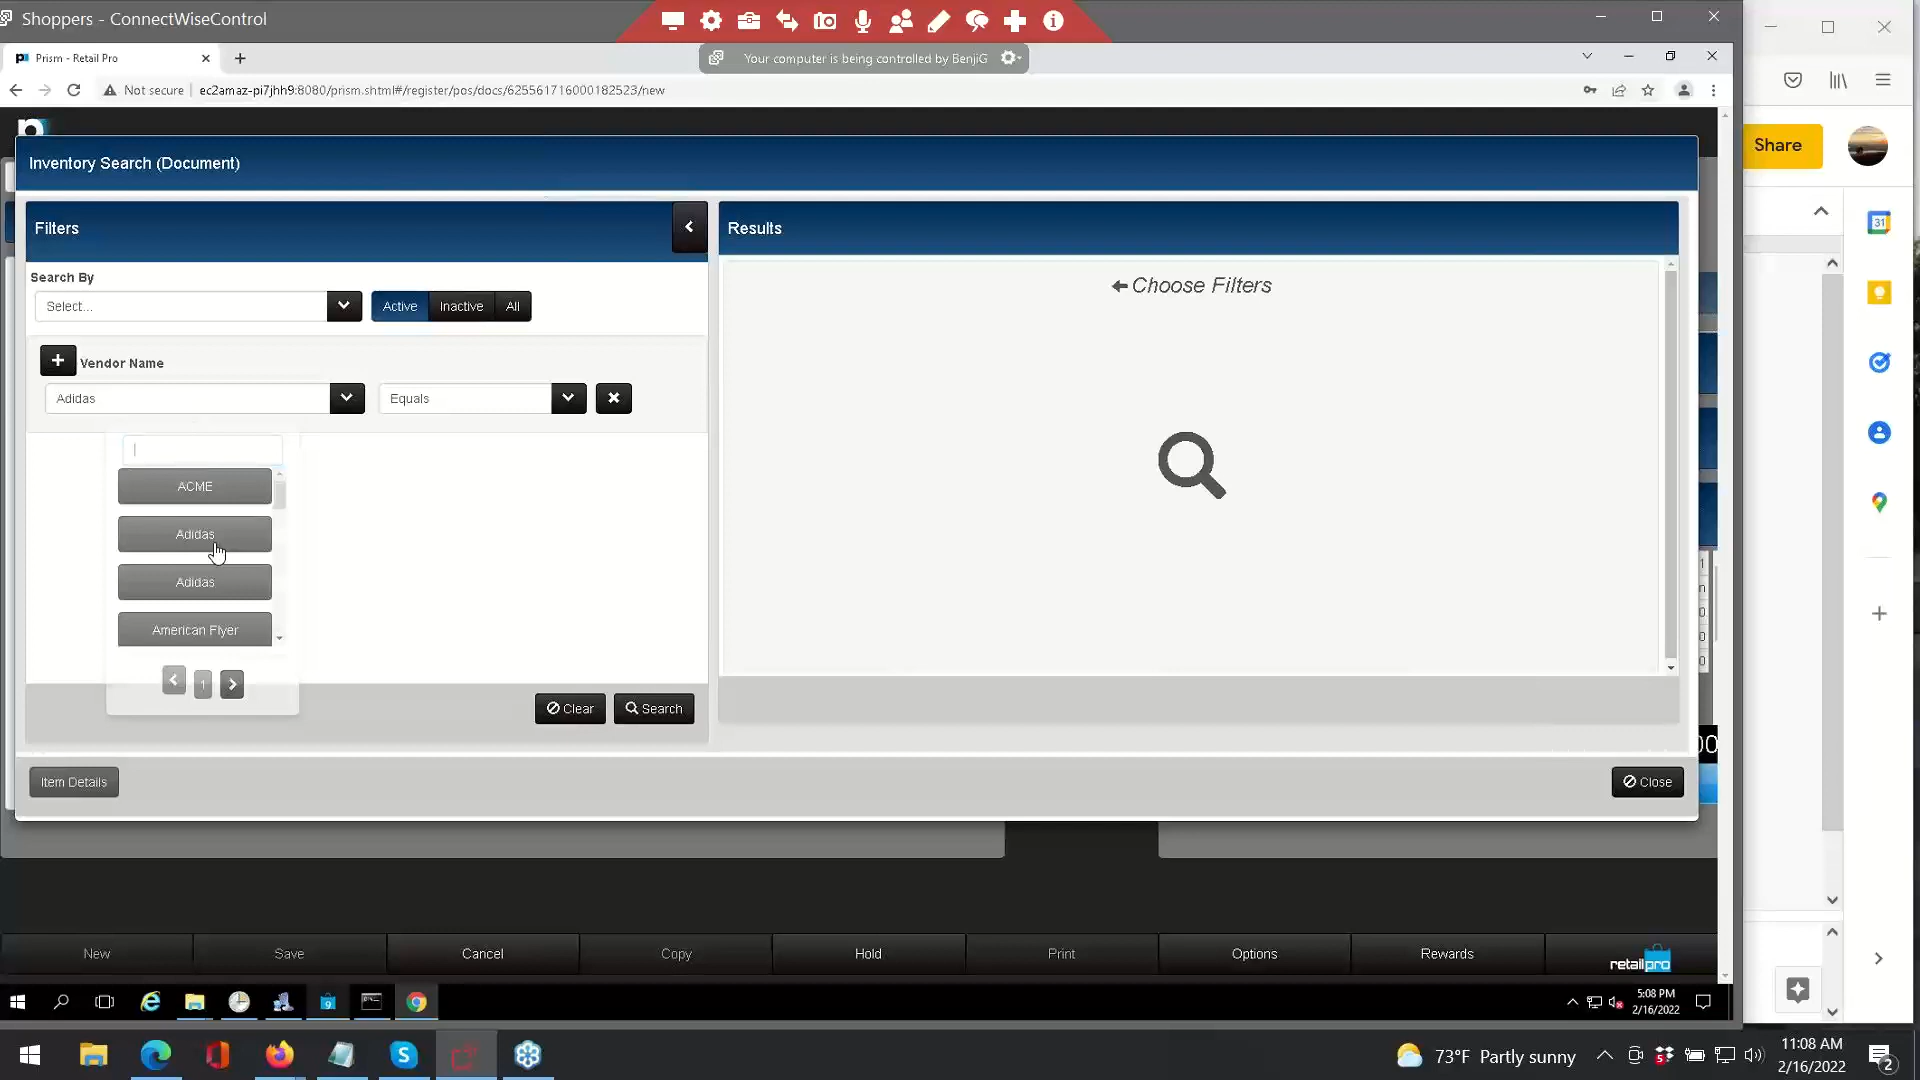 Shoppers - ConnectWiseControl
Your computer is being controlled by BenjiG
Prism - Retail Pro
Not secure
ec2amaz-pi7jhh9:8080/prism.shtml#/register/pos/docs/625561716000182523/new
Share
Inventory Search (Document)
Filters
Results
Search By
Select...
Active
Inactive
All
Choose Filters
Vendor Name
Adidas
Equals
ACME
Adidas
Adidas
American Flyer
1
Clear
Search
Item Details
Close
New
Save
Cancel
Copy
Hold
Print
Options
Rewards
retailpro
5:08 PM
2/16/2022
73°F Partly sunny
11:08 AM
2/16/2022
2
31